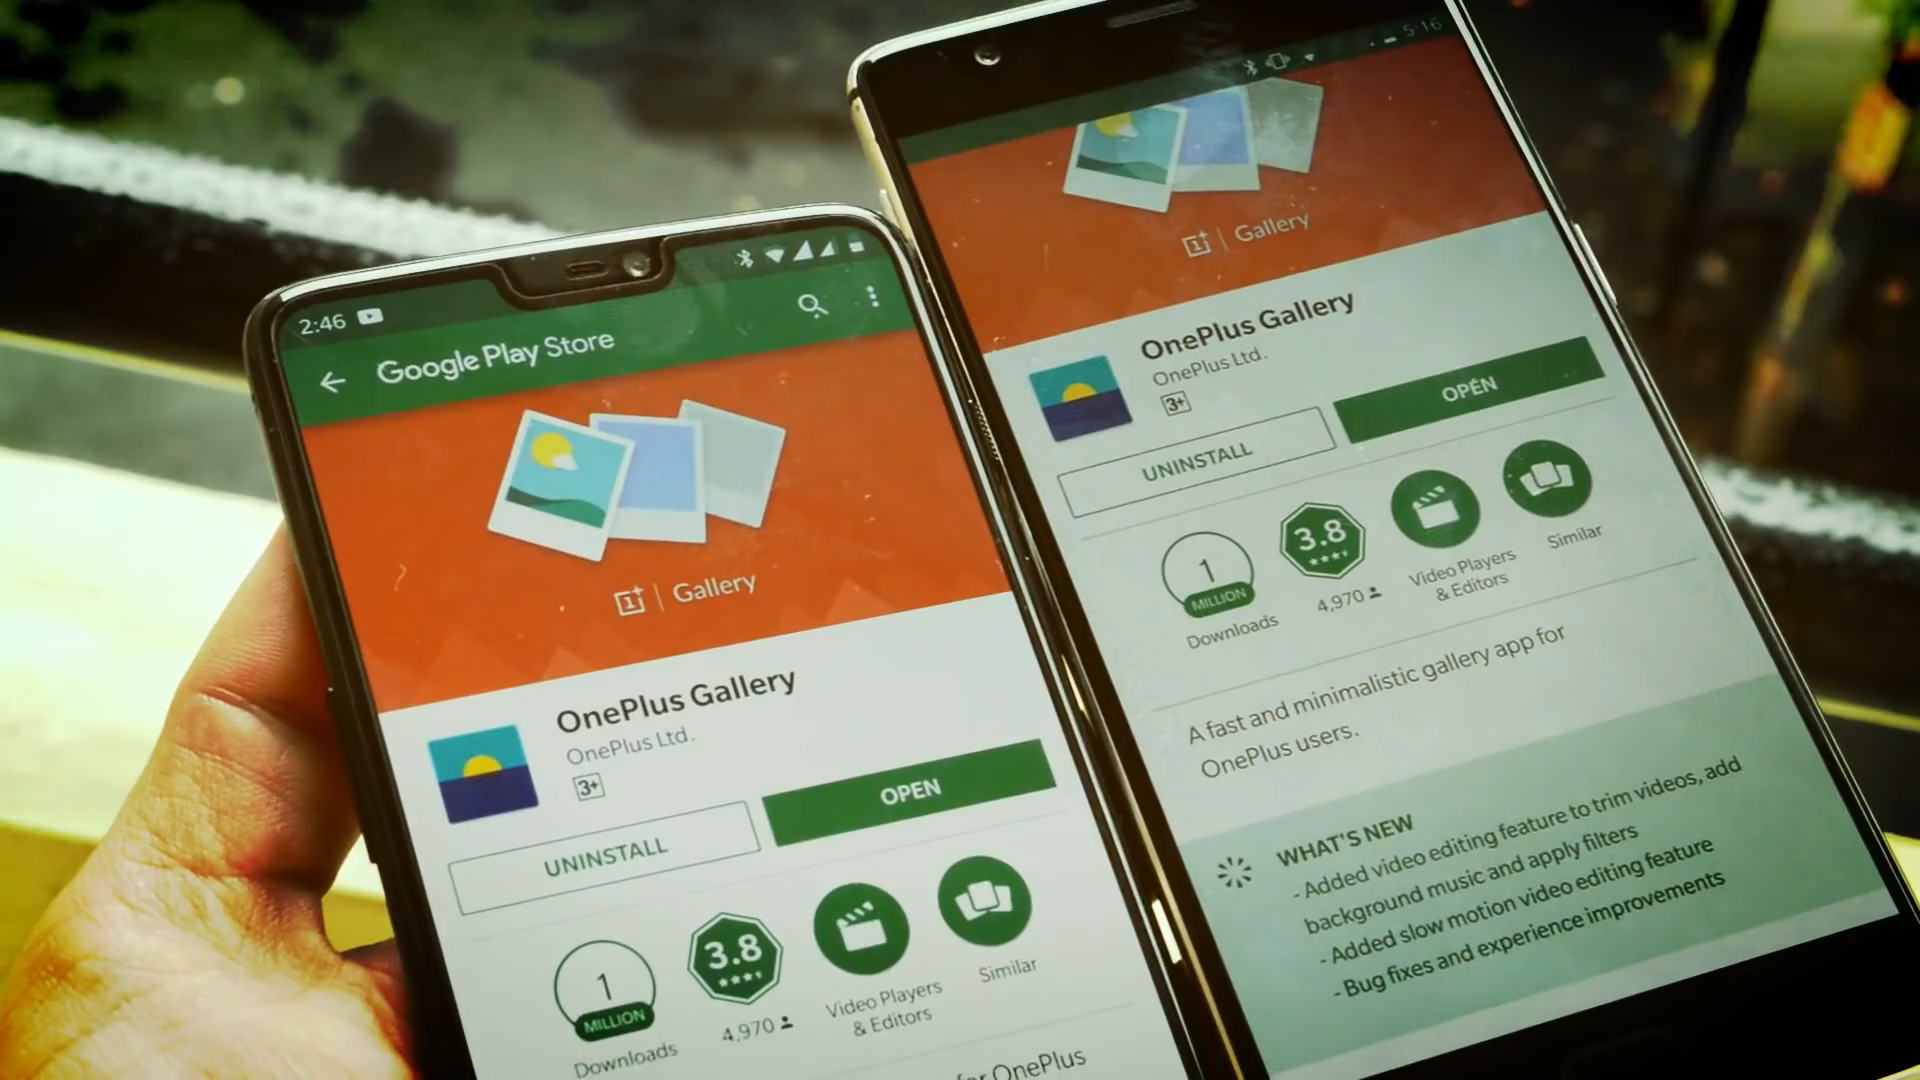 2:46
Google Play Store
Gallery
OnePlus Gallery
OnePlus Ltd.
3+
UNINSTALL
OPEN
1
MILLION
Downloads
3.8
4,970
Video Players
& Editors
Similar
for OnePlus
5:16
Gallery
OnePlus Gallery
OnePlus Ltd.
3+
UNINSTALL
OPEN
1
MILLION
Downloads
3.8
4,970
Video Players
& Editors
Similar
A fast and minimalistic gallery app for
OnePlus users.
WHAT'S NEW
- Added video editing feature to trim videos, add
background music and apply filters
- Added slow motion video editing feature
- Bug fixes and experience improvements